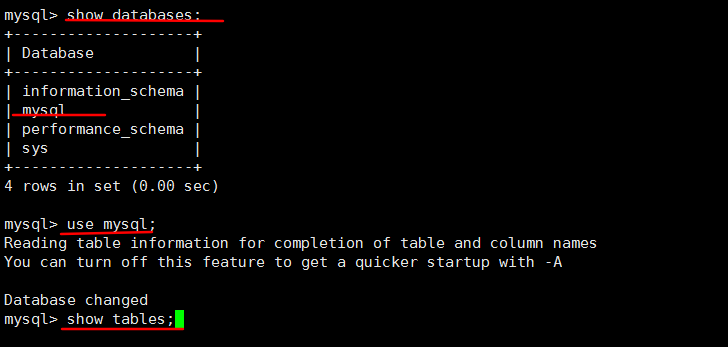 mysql> show databases;
+--------------------+
| Database           |
+--------------------+
| information_schema |
| mysql              |
| performance_schema |
| sys                |
+--------------------+
4 rows in set (0.00 sec)
mysql> use mysql;
Reading table information for completion of table and column names
You can turn off this feature to get a quicker startup with -A
Database changed
mysql> show tables;